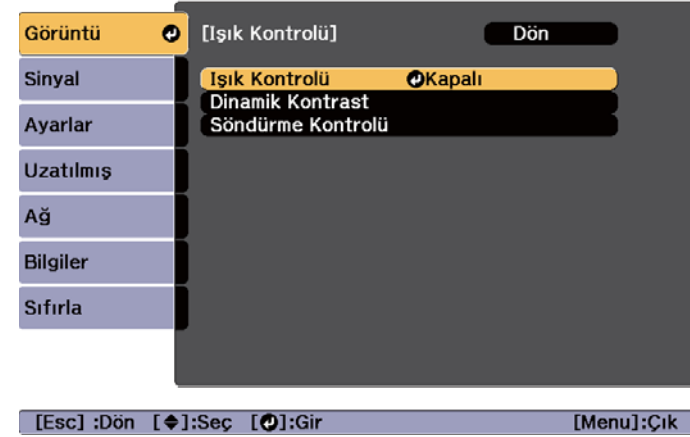 Görüntü
Sinyal
Ayarlar
Uzatılmış
Ağ
Bilgiler
Sıfırla
[Işık Kontrolü] Dön
Işık Kontrolü Kapalı
Dinamik Kontrast
Söndürme Kontrolü
[Esc] :Dön [ ]:Seç [ ]:Gir [Menu]:Çık